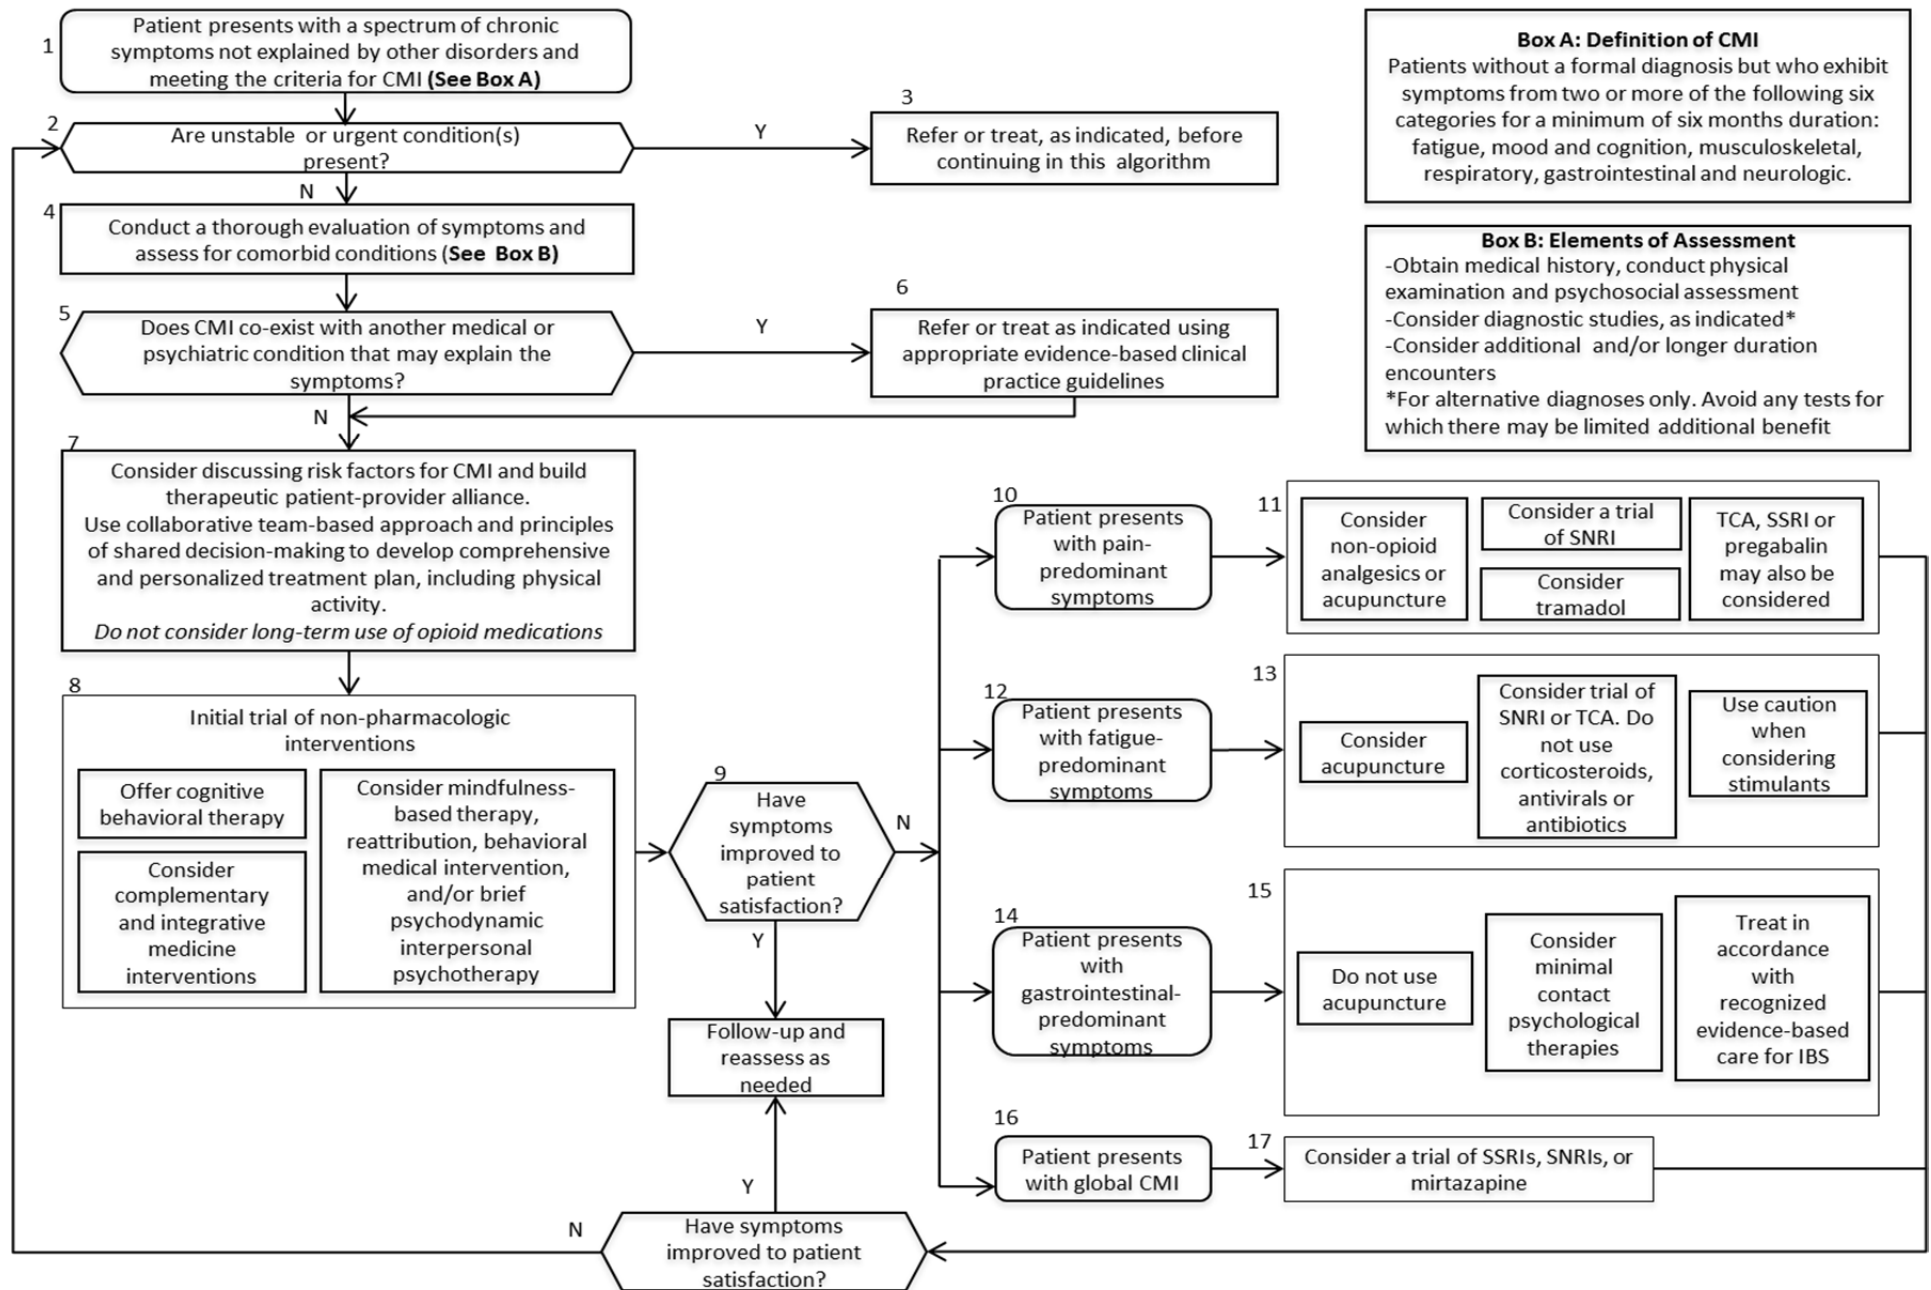 1
Patient presents with a spectrum of chronic
symptoms not explained by other disorders and
meeting the criteria for CMI (See Box A)
2
Are unstable or urgent condition(s)
present?
Y
N
3
Refer or treat, as indicated, before
continuing in this algorithm
Box A: Definition of CMI
Patients without a formal diagnosis but who exhibit
symptoms from two or more of the following six
categories for a minimum of six months duration:
fatigue, mood and cognition, musculoskeletal,
respiratory, gastrointestinal and neurologic.
4
Conduct a thorough evaluation of symptoms and
assess for comorbid conditions (See Box B)
Box B: Elements of Assessment
-Obtain medical history, conduct physical
examination and psychosocial assessment
-Consider diagnostic studies, as indicated*
-Consider additional and/or longer duration
encounters
*For alternative diagnoses only. Avoid any tests for
which there may be limited additional benefit
5
Does CMI co-exist with another medical or
psychiatric condition that may explain the
symptoms?
Y
N
6
Refer or treat as indicated using
appropriate evidence-based clinical
practice guidelines
7
Consider discussing risk factors for CMI and build
therapeutic patient-provider alliance.
Use collaborative team-based approach and principles
of shared decision-making to develop comprehensive
and personalized treatment plan, including physical
activity.
Do not consider long-term use of opioid medications
8
Initial trial of non-pharmacologic
interventions
Offer cognitive
behavioral therapy
Consider
complementary
and integrative
medicine
interventions
Consider mindfulness-
based therapy,
reattribution, behavioral
medical intervention,
and/or brief
psychodynamic
interpersonal
psychotherapy
9
Have
symptoms
improved to
patient
satisfaction?
N
Y
Follow-up and
reassess as
needed
10
Patient presents
with pain-
predominant
symptoms
11
Consider
non-opioid
analgesics or
acupuncture
Consider a trial
of SNRI
Consider
tramadol
TCA, SSRI or
pregabalin
may also be
considered
12
Patient presents
with fatigue-
predominant
symptoms
13
Consider
acupuncture
Consider trial of
SNRI or TCA. Do
not use
corticosteroids,
antivirals or
antibiotics
Use caution
when
considering
stimulants
14
Patient presents
with
gastrointestinal-
predominant
symptoms
15
Do not use
acupuncture
Consider
minimal
contact
psychological
therapies
Treat in
accordance
with
recognized
evidence-based
care for IBS
16
Patient presents
with global CMI
17
Consider a trial of SSRIs, SNRIs, or
mirtazapine
Y
N
Have symptoms
improved to patient
satisfaction?